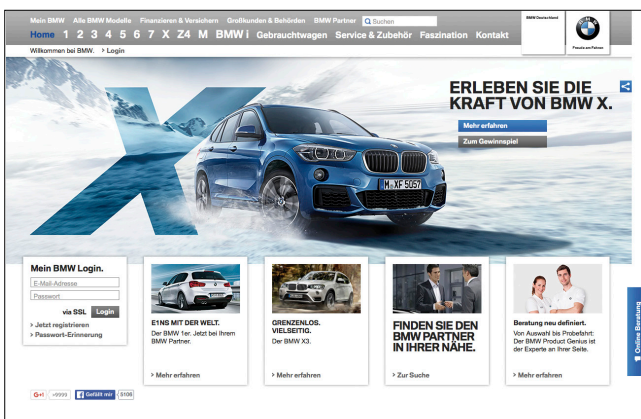 Mein BMW Alle BMW Modelle Finanzieren & Versichern Großkunden & Behörden BMW Partner Suchen
Home 1 2 3 4 5 6 7 X Z4 M BMW i Gebrauchtwagen Service & Zubehör Faszination Kontakt
BMW Deutschland
Freude am Fahren
Willkommen bei BMW. > Login
X
ERLEBEN SIE DIE
KRAFT VON BMW X.
Mehr erfahren
Zum Gewinnspiel
M XF 5057
Mein BMW Login.
E-Mail-Adresse
Passwort
via SSL Login
> Jetzt registrieren
> Passwort-Erinnerung
E1NS MIT DER WELT.
Der BMW 1er. Jetzt bei Ihrem
BMW Partner.
> Mehr erfahren
GRENZENLOS.
VIELSEITIG.
Der BMW X3.
> Mehr erfahren
FINDEN SIE DEN
BMW PARTNER
IN IHRER NÄHE.
> Zur Suche
Beratung neu definiert.
Von Auswahl bis Probefahrt:
Der BMW Product Genius ist
der Experte an Ihrer Seite.
> Mehr erfahren
Online Beratung
G+1 >9999 f Gefällt mir 5108